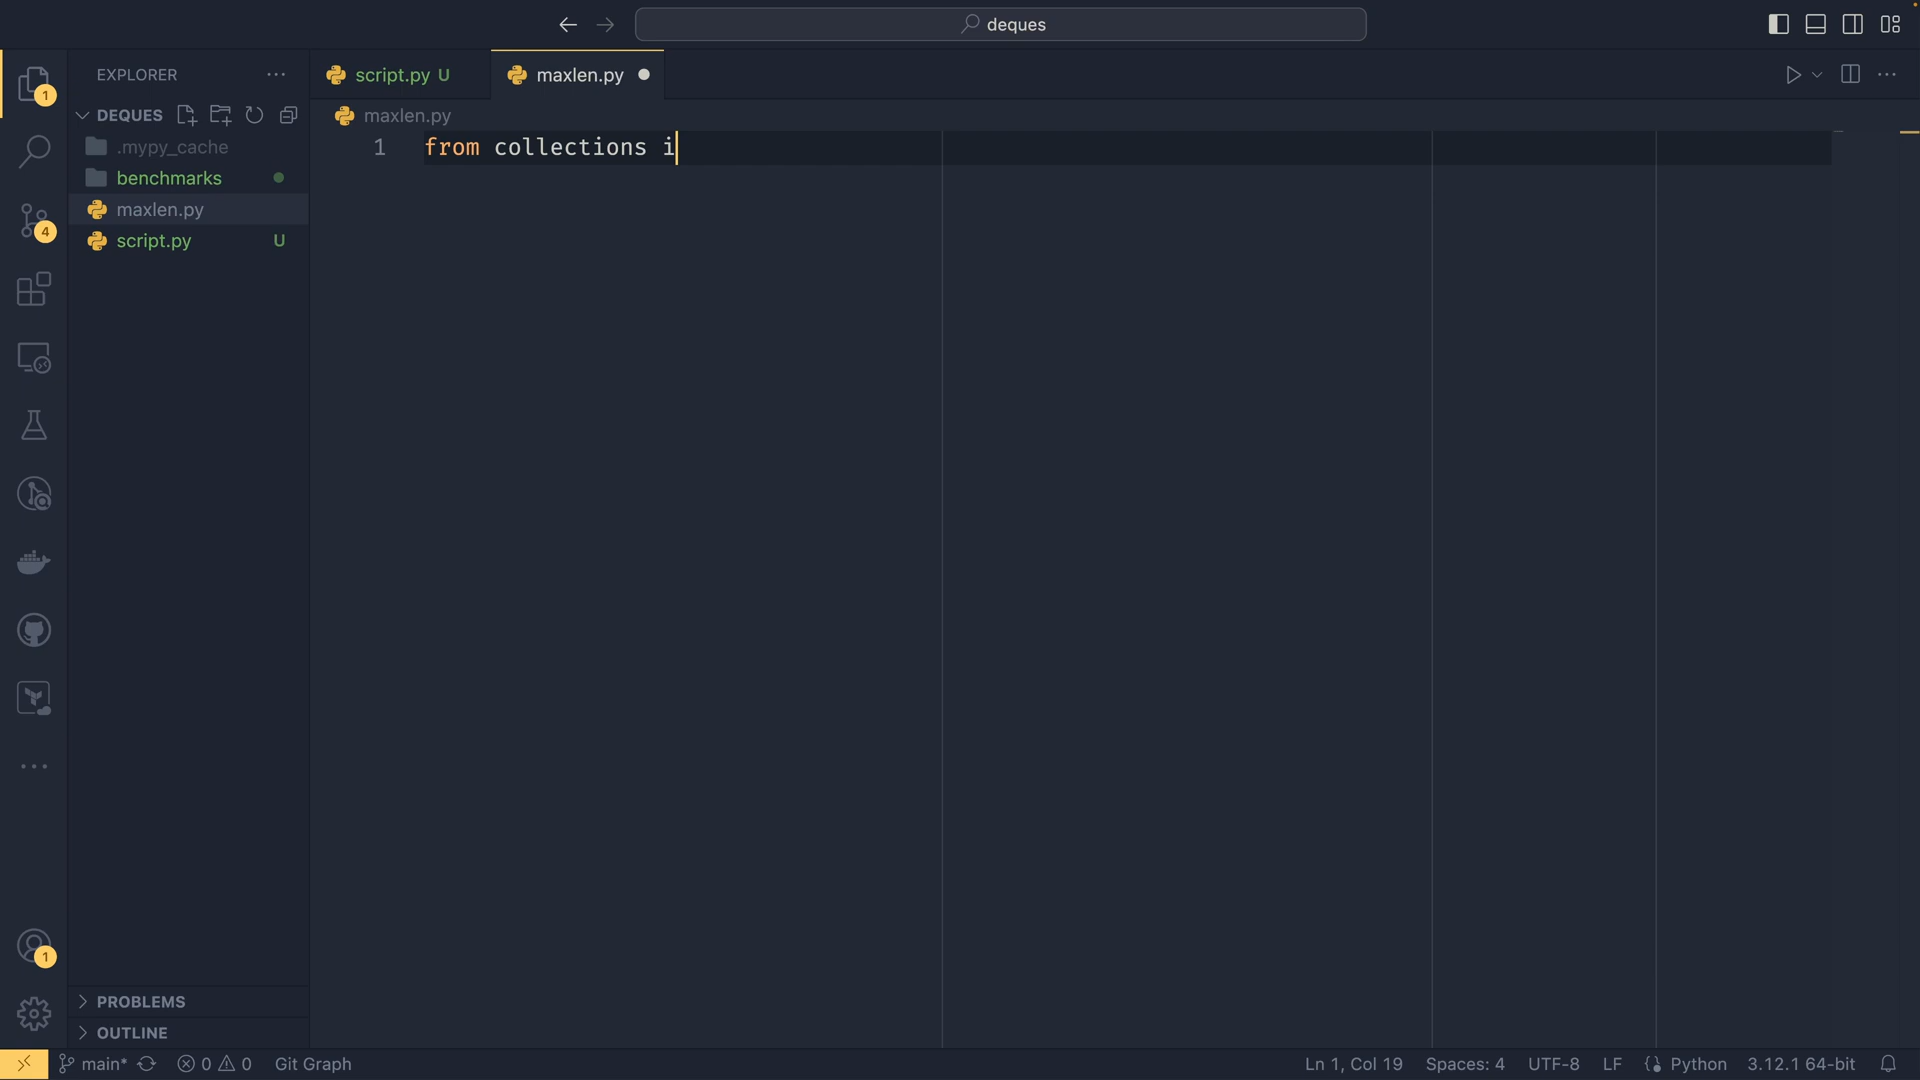 deques
EXPLORER
DEQUES
.mypy_cache
benchmarks
maxlen.py
script.py U
script.py U
maxlen.py
maxlen.py
1 from collections i
1
4
1
PROBLEMS
OUTLINE
main* 0 0 Git Graph
Ln 1, Col 19 Spaces: 4 UTF-8 LF Python 3.12.1 64-bit